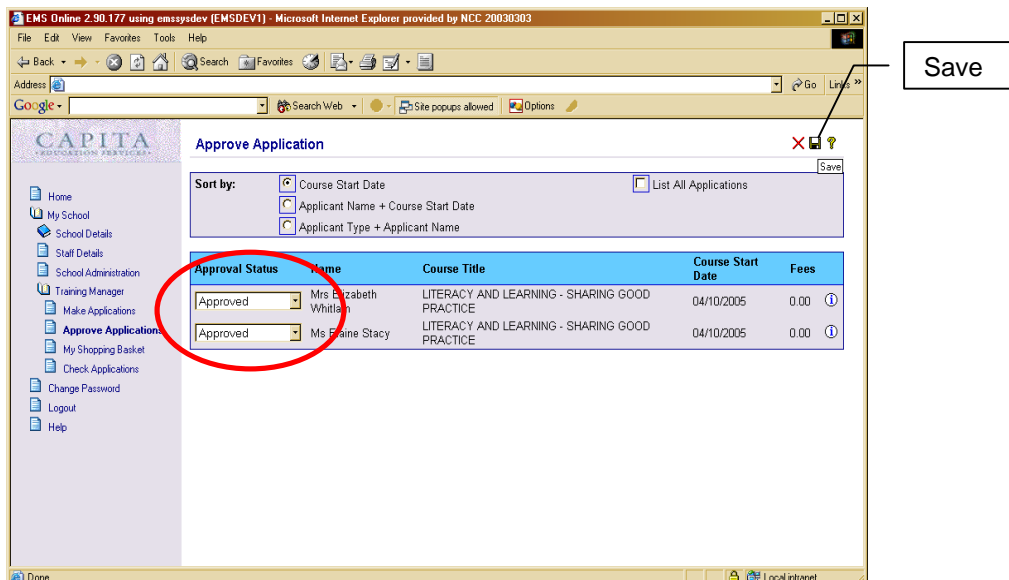 EMS Online 2.90.177 using emssysdev (EMSDEV1) - Microsoft Internet Explorer provided by NCC 20030303
File Edit View Favorites Tools Help
Back Search Favorites
Address Go Links »
Google Search Web Site popups allowed Options
Save
CAPITA
EDUCATION SERVICES
Approve Application
Save
Home
My School
School Details
Staff Details
School Administration
Training Manager
Make Applications
Approve Applications
My Shopping Basket
Check Applications
Change Password
Logout
Help
Sort by: Course Start Date List All Applications
Applicant Name + Course Start Date
Applicant Type + Applicant Name
Approval Status Name Course Title Course Start Date Fees
Approved Mrs Elizabeth Whitlam LITERACY AND LEARNING - SHARING GOOD PRACTICE 04/10/2005 0.00
Approved Ms Elaine Stacy LITERACY AND LEARNING - SHARING GOOD PRACTICE 04/10/2005 0.00
Done Local intranet